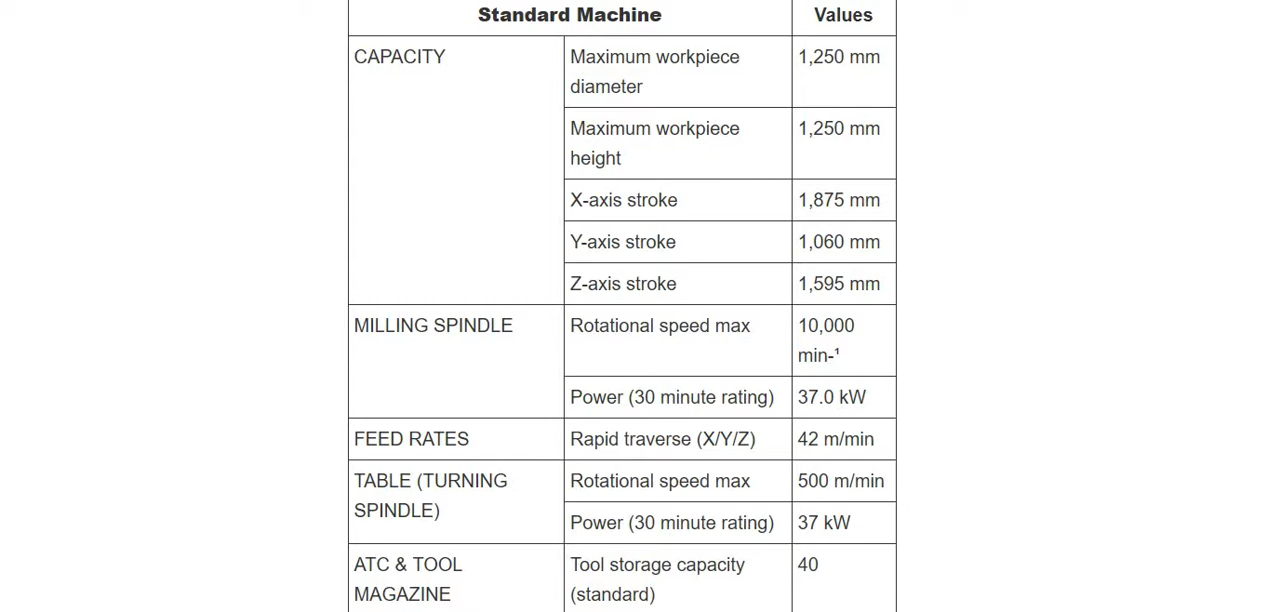 Standard Machine Values
CAPACITY Maximum workpiece 1,250 mm
diameter
Maximum workpiece 1,250 mm
height
X-axis stroke 1,875 mm
Y-axis stroke 1,060 mm
Z-axis stroke 1,595 mm
MILLING SPINDLE Rotational speed max 10,000
min-¹
Power (30 minute rating) 37.0 kW
FEED RATES Rapid traverse (X/Y/Z) 42 m/min
TABLE (TURNING Rotational speed max 500 m/min
SPINDLE)
Power (30 minute rating) 37 kW
ATC & TOOL Tool storage capacity 40
MAGAZINE (standard)